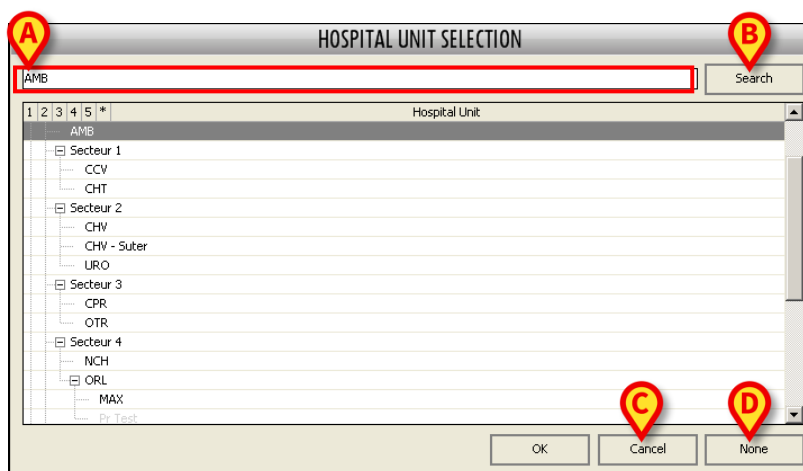 A
HOSPITAL UNIT SELECTION
B
AMB
Search
1 2 3 4 5 * Hospital Unit
AMB
Secteur 1
CCV
CHT
Secteur 2
CHV
CHV - Suter
URO
Secteur 3
CPR
OTR
Secteur 4
NCH
ORL
MAX
Pr Test
C
D
OK
Cancel
None